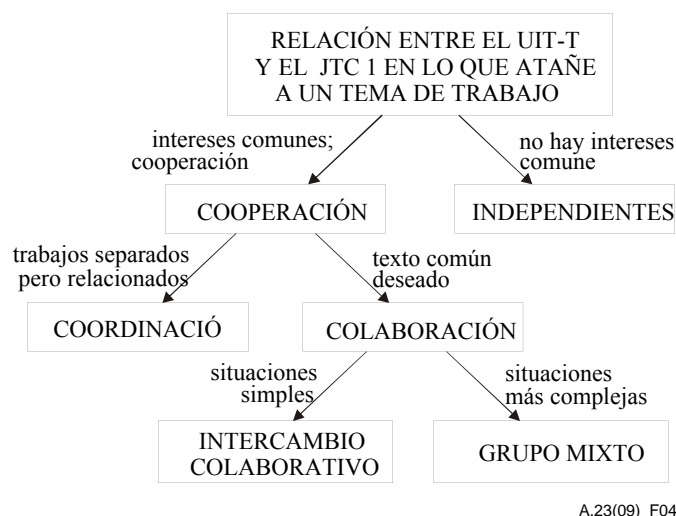 RELACIÓN ENTRE EL UIT-T
Y EL JTC 1 EN LO QUE ATAÑE
A UN TEMA DE TRABAJO
intereses comunes;
cooperación
no hay intereses
comune
COOPERACIÓN
INDEPENDIENTES
trabajos separados
pero relacionados
texto común
deseado
COORDINACIÓ
COLABORACIÓN
situaciones
simples
situaciones
más complejas
INTERCAMBIO
COLABORATIVO
GRUPO MIXTO
A.23(09)_F04